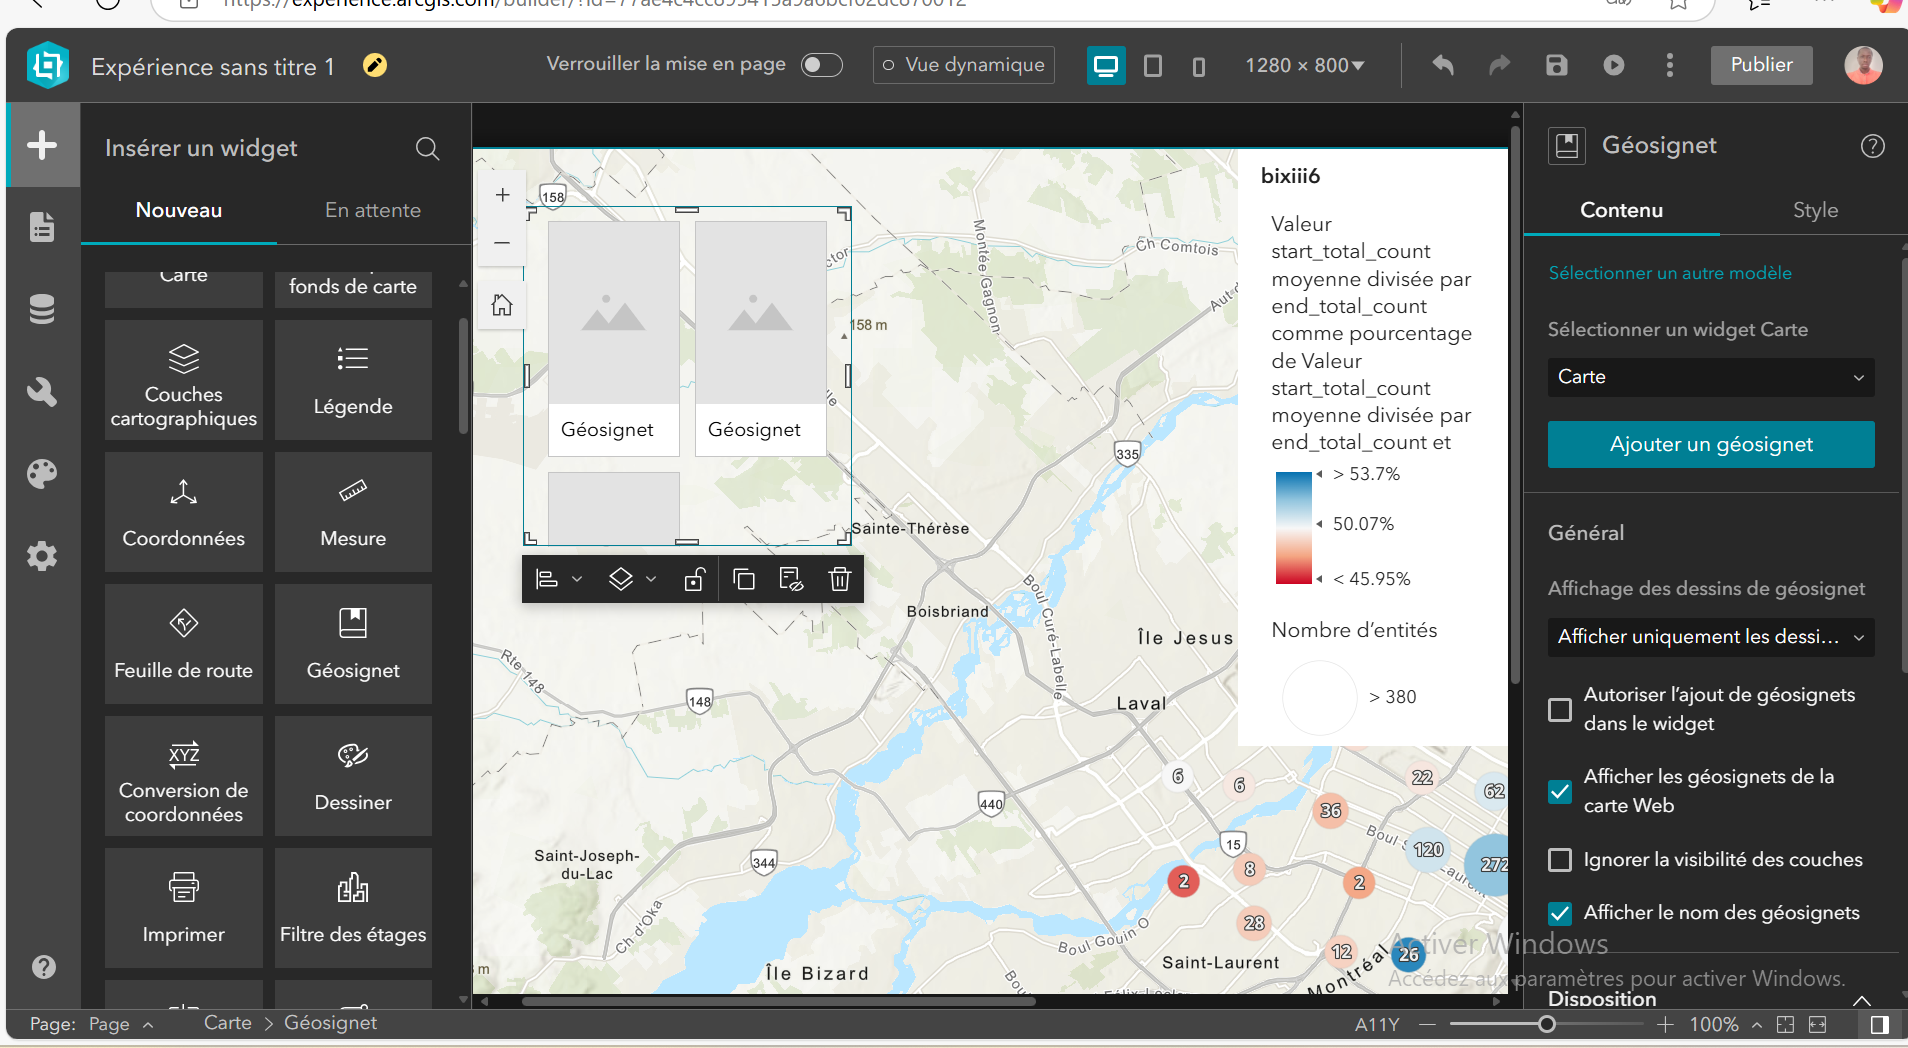 Expérience sans titre 1
Verrouiller la mise en page
Vue dynamique
1280 × 800
Publier
Insérer un widget
Nouveau
En attente
Carte
fonds de carte
Couches
cartographiques
Légende
Coordonnées
Mesure
Feuille de route
Géosignet
XYZ
Conversion de
coordonnées
Dessiner
Imprimer
Filtre des étages
158
Géosignet
Géosignet
158 m
Montée Gagnon
Ch Comtois
335
Sainte-Thérèse
Boisbriand
Boul Curé-Labelle
Île Jesus
Rte 148
148
Laval
440
15
344
Saint-Joseph-
du-Lac
Ch d'Oka
Île Bizard
Boul Gouin O
Saint-Laurent
Montréal
6
6
22
62
36
120
272
8
2
2
28
12
26
bixiii6
Valeur
start_total_count
moyenne divisée par
end_total_count
comme pourcentage
de Valeur
start_total_count
moyenne divisée par
end_total_count et
> 53.7%
50.07%
< 45.95%
Nombre d’entités
> 380
Géosignet
Contenu
Style
Sélectionner un autre modèle
Sélectionner un widget Carte
Carte
Ajouter un géosignet
Général
Affichage des dessins de géosignet
Afficher uniquement les dessi...
Autoriser l’ajout de géosignets
dans le widget
Afficher les géosignets de la
carte Web
Ignorer la visibilité des couches
Afficher le nom des géosignets
Activer Windows
Accédez aux paramètres pour activer Windows.
Disposition
Page: Page
Carte > Géosignet
A11Y
100%